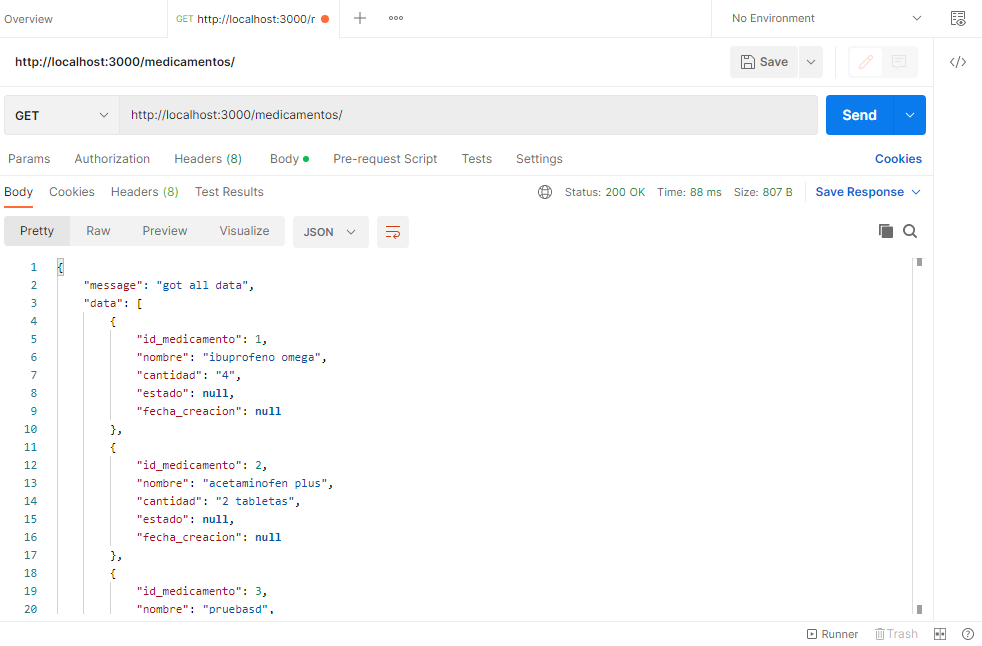 Overview
GET http://localhost:3000/r
No Environment
http://localhost:3000/medicamentos/
Save
GET
http://localhost:3000/medicamentos/
Send
Params Authorization Headers (8) Body Pre-request Script Tests Settings Cookies
Body Cookies Headers (8) Test Results Status: 200 OK Time: 88 ms Size: 807 B Save Response
Pretty Raw Preview Visualize JSON
1 {
2 "message": "got all data",
3 "data": [
4 {
5 "id_medicamento": 1,
6 "nombre": "ibuprofeno omega",
7 "cantidad": "4",
8 "estado": null,
9 "fecha_creacion": null
10 },
11 {
12 "id_medicamento": 2,
13 "nombre": "acetaminofen plus",
14 "cantidad": "2 tabletas",
15 "estado": null,
16 "fecha_creacion": null
17 },
18 {
19 "id_medicamento": 3,
20 "nombre": "pruebasd",
Runner Trash